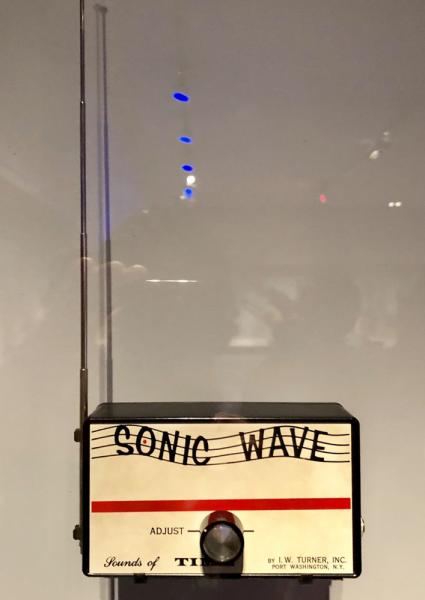 SONIC WAVE
ADJUST
Sounds of
BY I. W. TURNER, INC.
PORT WASHINGTON, N.Y.